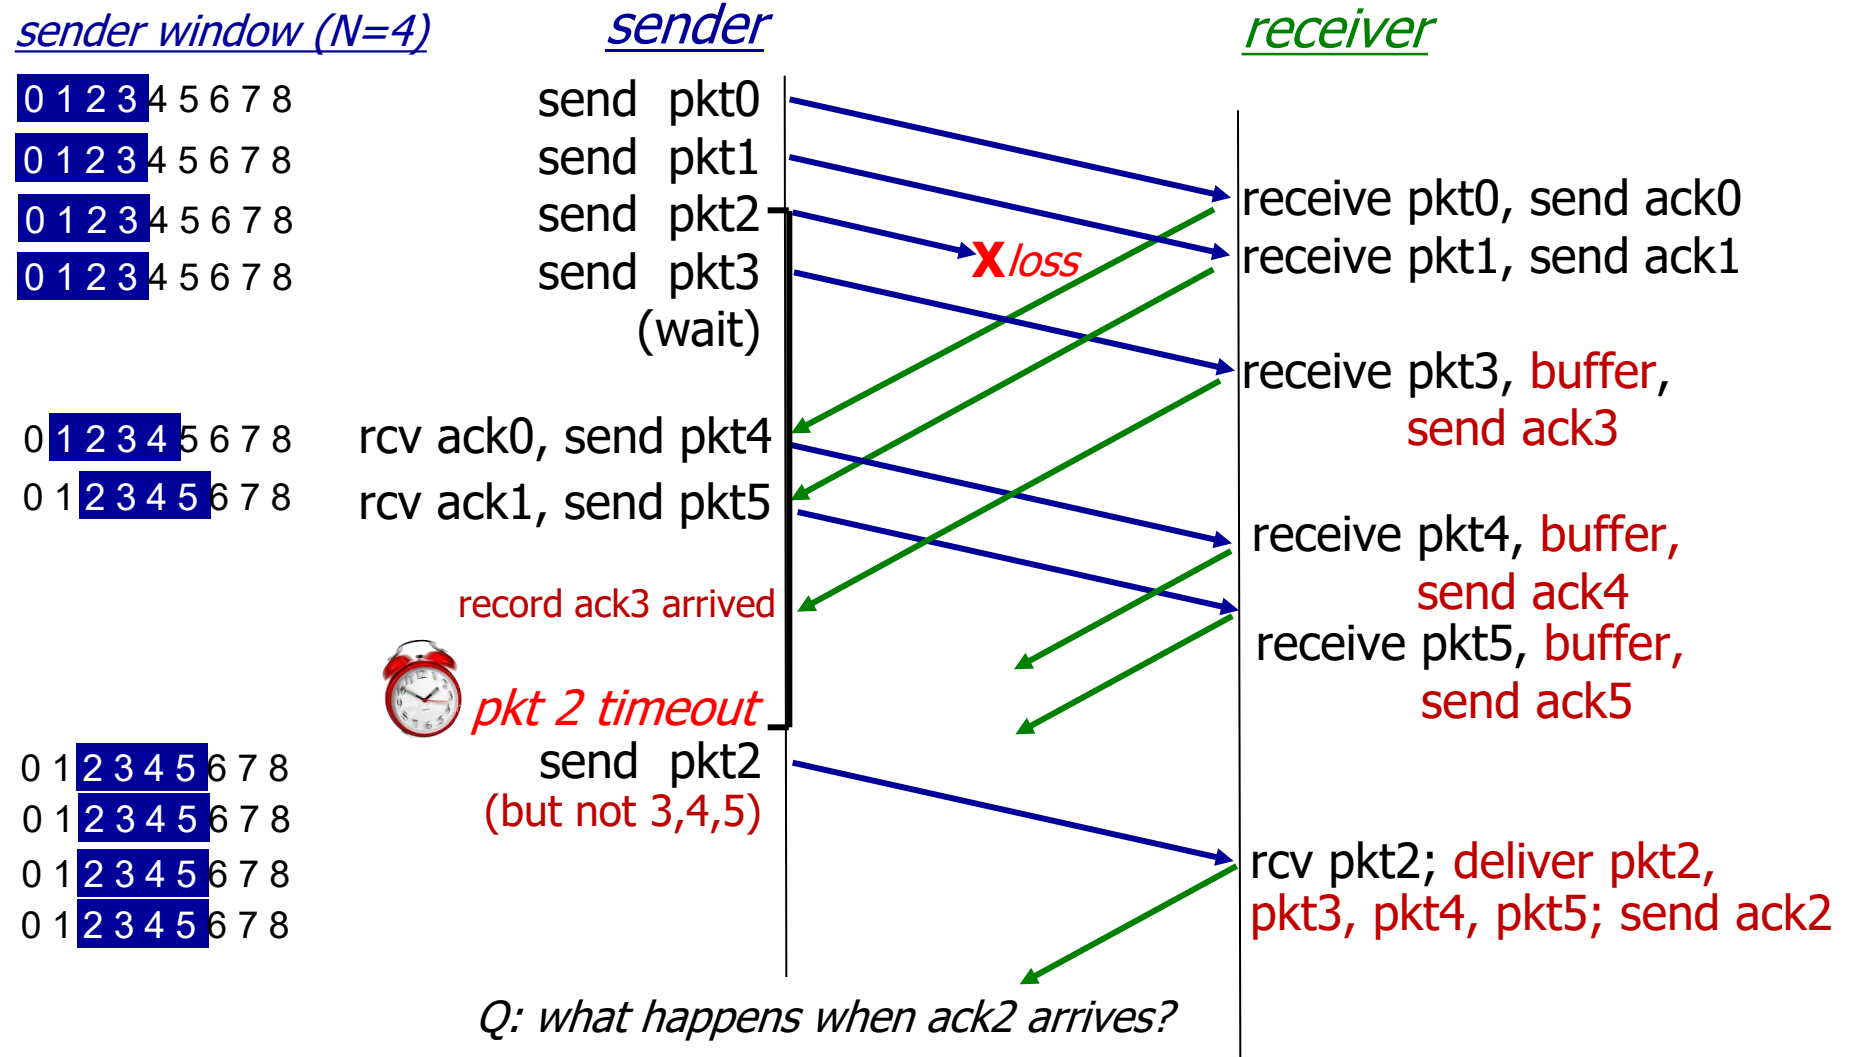 sender window (N=4)
sender
receiver
0 1 2 3 4 5 6 7 8
send pkt0
0 1 2 3 4 5 6 7 8
send pkt1
receive pkt0, send ack0
0 1 2 3 4 5 6 7 8
send pkt2
X loss
receive pkt1, send ack1
0 1 2 3 4 5 6 7 8
send pkt3
(wait)
receive pkt3, buffer,
send ack3
0 1 2 3 4 5 6 7 8
rcv ack0, send pkt4
0 1 2 3 4 5 6 7 8
rcv ack1, send pkt5
receive pkt4, buffer,
send ack4
record ack3 arrived
receive pkt5, buffer,
send ack5
pkt 2 timeout
0 1 2 3 4 5 6 7 8
send pkt2
0 1 2 3 4 5 6 7 8
(but not 3,4,5)
0 1 2 3 4 5 6 7 8
rcv pkt2; deliver pkt2,
0 1 2 3 4 5 6 7 8
pkt3, pkt4, pkt5; send ack2
Q: what happens when ack2 arrives?